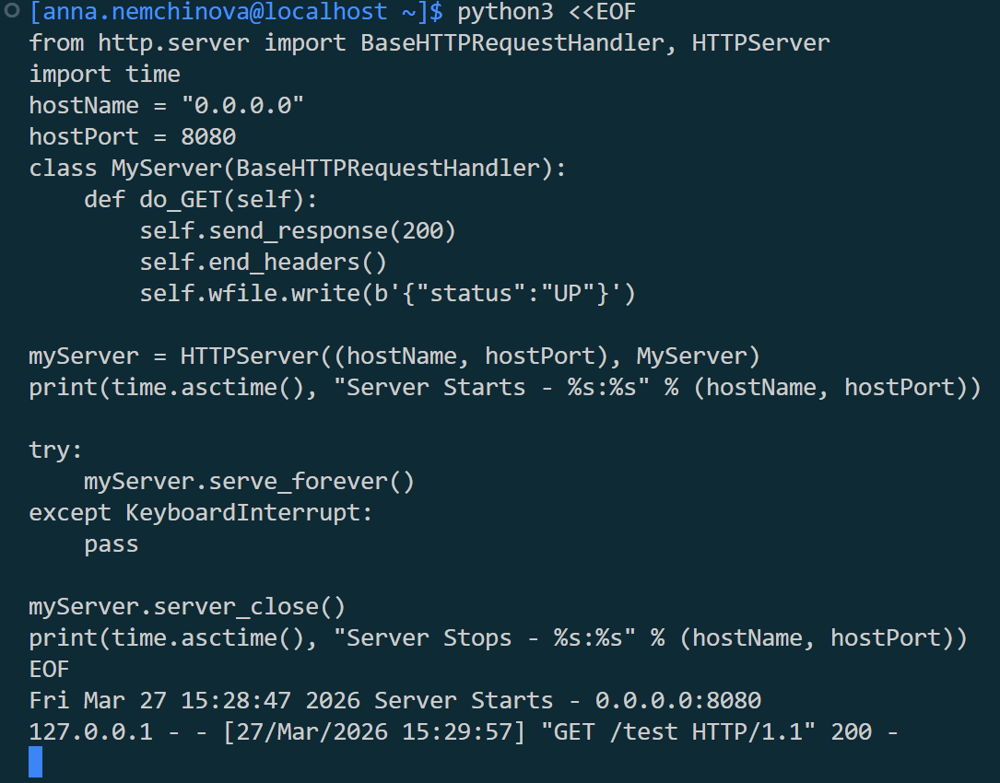 [anna.nemchinova@localhost ~]$ python3 <<EOF
from http.server import BaseHTTPRequestHandler, HTTPServer
import time
hostName = "0.0.0.0"
hostPort = 8080
class MyServer(BaseHTTPRequestHandler):
    def do_GET(self):
        self.send_response(200)
        self.end_headers()
        self.wfile.write(b'{"status":"UP"}')

myServer = HTTPServer((hostName, hostPort), MyServer)
print(time.asctime(), "Server Starts - %s:%s" % (hostName, hostPort))

try:
    myServer.serve_forever()
except KeyboardInterrupt:
    pass

myServer.server_close()
print(time.asctime(), "Server Stops - %s:%s" % (hostName, hostPort))
EOF
Fri Mar 27 15:28:47 2026 Server Starts - 0.0.0.0:8080
127.0.0.1 - - [27/Mar/2026 15:29:57] "GET /test HTTP/1.1" 200 -